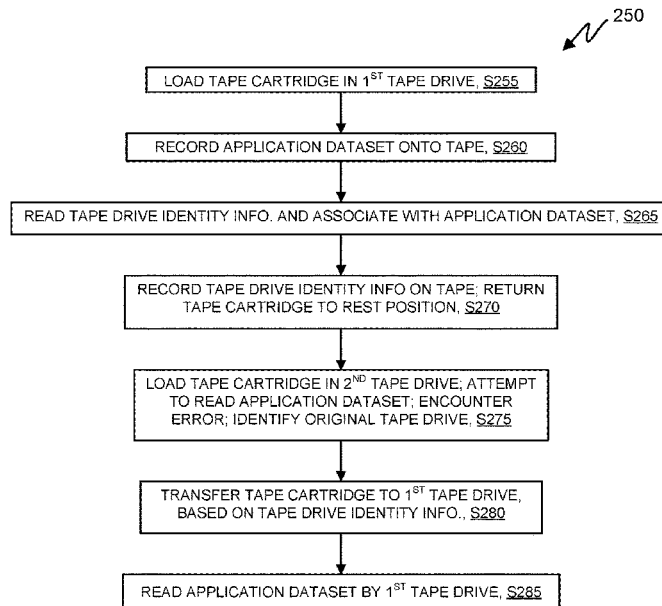 250
LOAD TAPE CARTRIDGE IN 1ST TAPE DRIVE, S255
RECORD APPLICATION DATASET ONTO TAPE, S260
READ TAPE DRIVE IDENTITY INFO. AND ASSOCIATE WITH APPLICATION DATASET, S265
RECORD TAPE DRIVE IDENTITY INFO ON TAPE; RETURN
TAPE CARTRIDGE TO REST POSITION, S270
LOAD TAPE CARTRIDGE IN 2ND TAPE DRIVE; ATTEMPT
TO READ APPLICATION DATASET; ENCOUNTER
ERROR; IDENTIFY ORIGINAL TAPE DRIVE, S275
TRANSFER TAPE CARTRIDGE TO 1ST TAPE DRIVE,
BASED ON TAPE DRIVE IDENTITY INFO., S280
READ APPLICATION DATASET BY 1ST TAPE DRIVE, S285